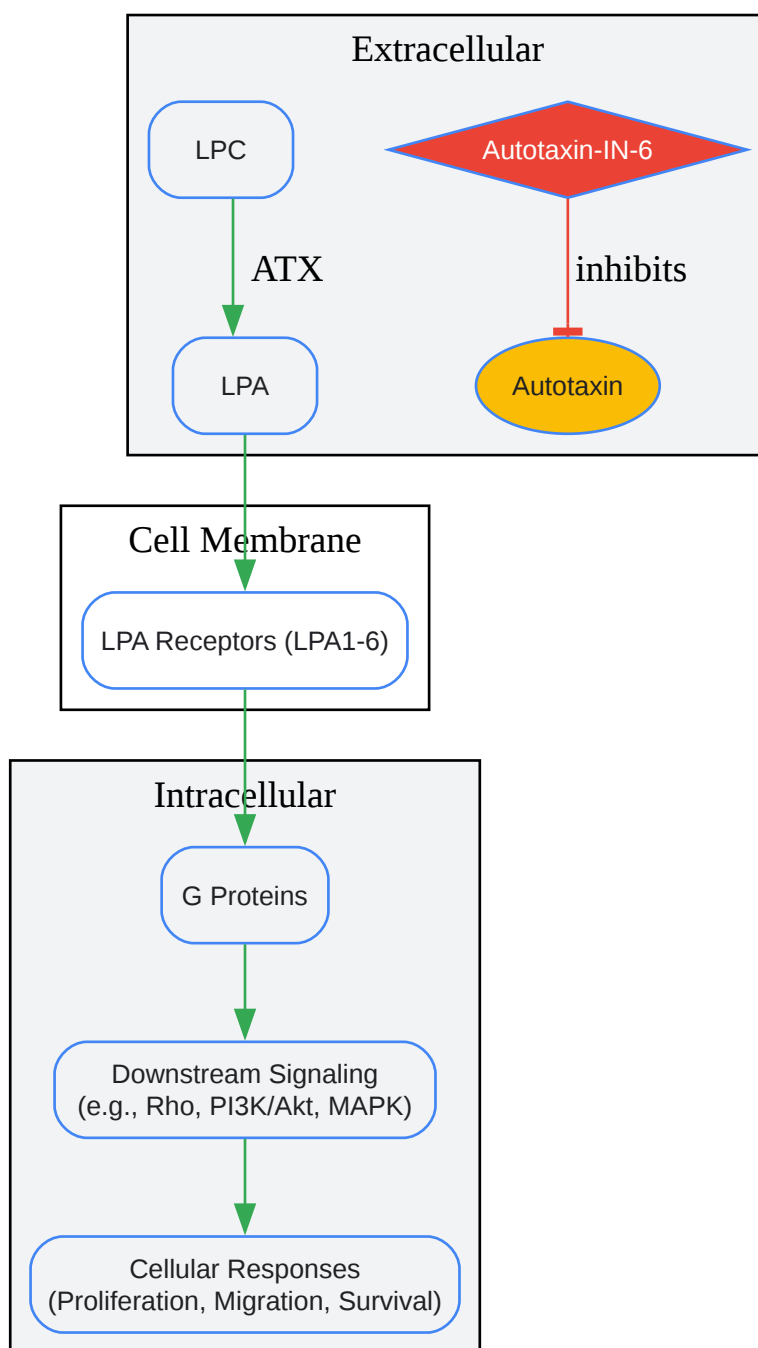 Extracellular
LPC
Autotaxin-IN-6
ATX
inhibits
LPA
Autotaxin
Cell Membrane
LPA Receptors (LPA1-6)
Intracellular
G Proteins
Downstream Signaling
(e.g., Rho, PI3K/Akt, MAPK)
Cellular Responses
(Proliferation, Migration, Survival)